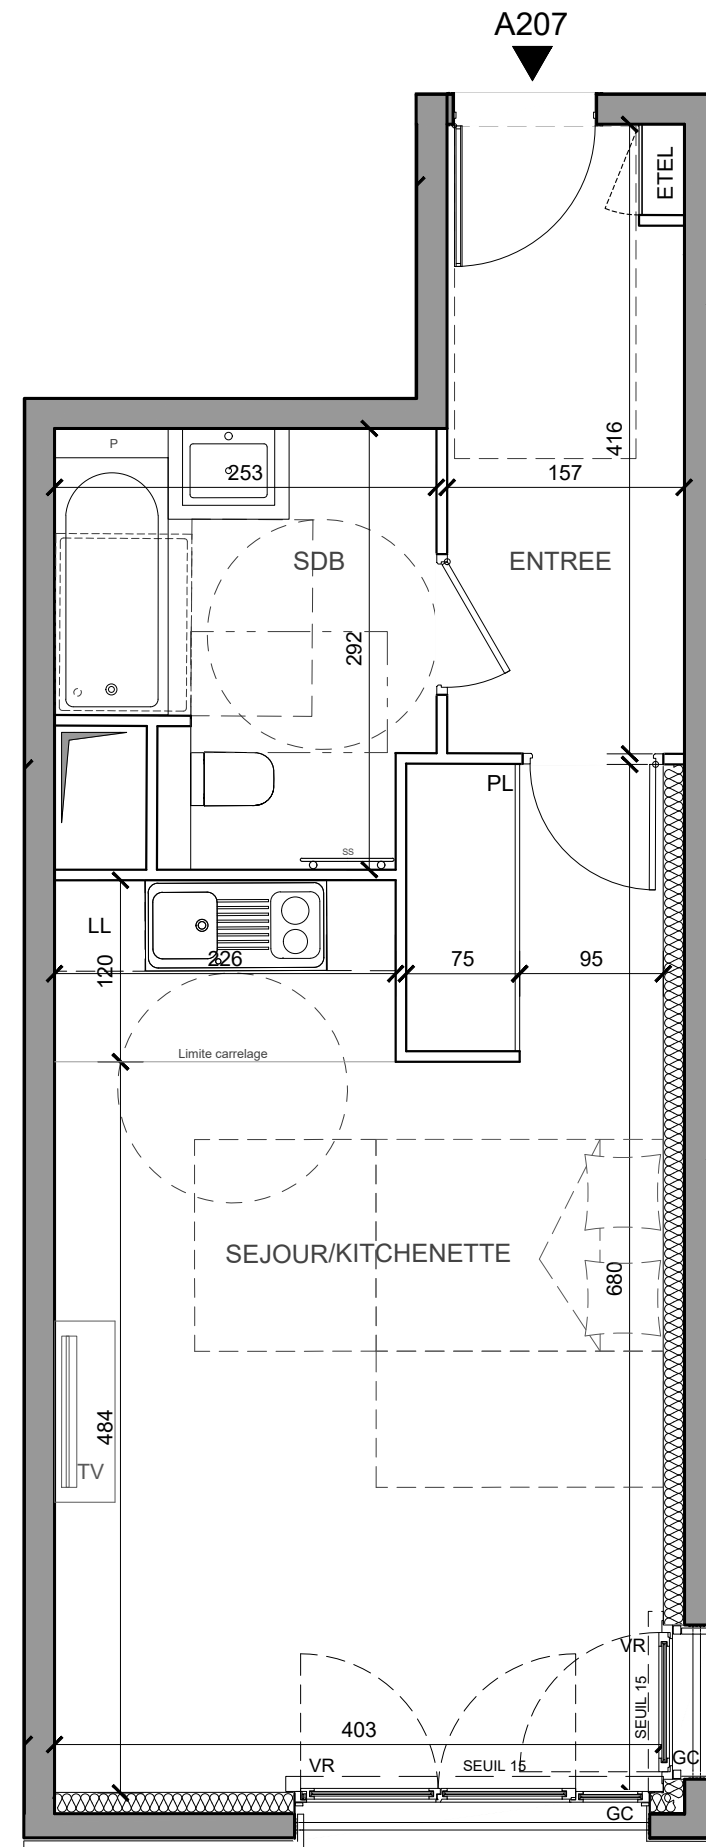 A207
ETEL
416
P
253
157
SDB
ENTREE
292
PL
SS
LL
120
226
75
95
Limite carrelage
SEJOUR/KITCHENETTE
680
484
TV
VR
SEUIL 15
403
VR
SEUIL 15
GC
GC